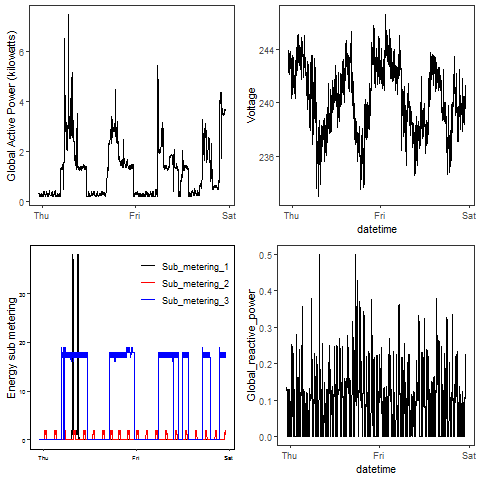 Global Active Power (kilowatts)
6
4
2
0
Thu
Fri
Sat
Voltage
244
240
236
Thu
Fri
Sat
datetime
Energy sub metering
30
20
10
0
Sub_metering_1
Sub_metering_2
Sub_metering_3
Thu
Fri
Sat
Global_reactive_power
0.5
0.4
0.3
0.2
0.1
0.0
Thu
Fri
Sat
datetime